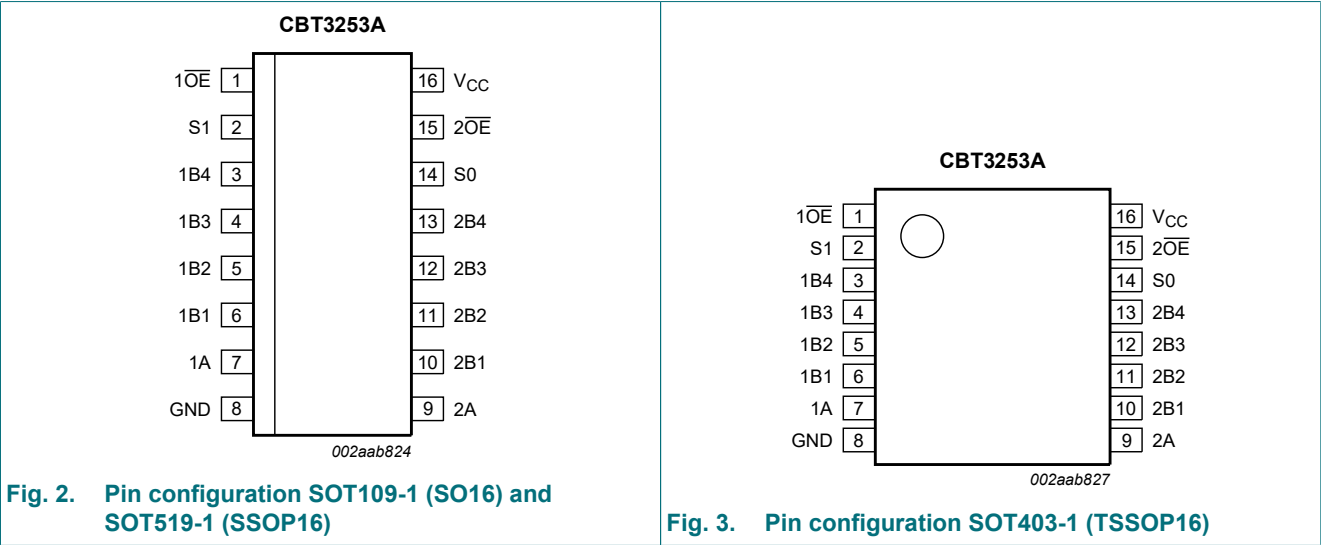 CBT3253A
1O̅E̅ 1 16 VCC
S1 2 15 2O̅E̅
1B4 3 14 S0
1B3 4 13 2B4
1B2 5 12 2B3
1B1 6 11 2B2
1A 7 10 2B1
GND 8 9 2A
002aab824
Fig. 2. Pin configuration SOT109-1 (SO16) and
SOT519-1 (SSOP16)
CBT3253A
1O̅E̅ 1 16 VCC
S1 2 15 2O̅E̅
1B4 3 14 S0
1B3 4 13 2B4
1B2 5 12 2B3
1B1 6 11 2B2
1A 7 10 2B1
GND 8 9 2A
002aab827
Fig. 3. Pin configuration SOT403-1 (TSSOP16)